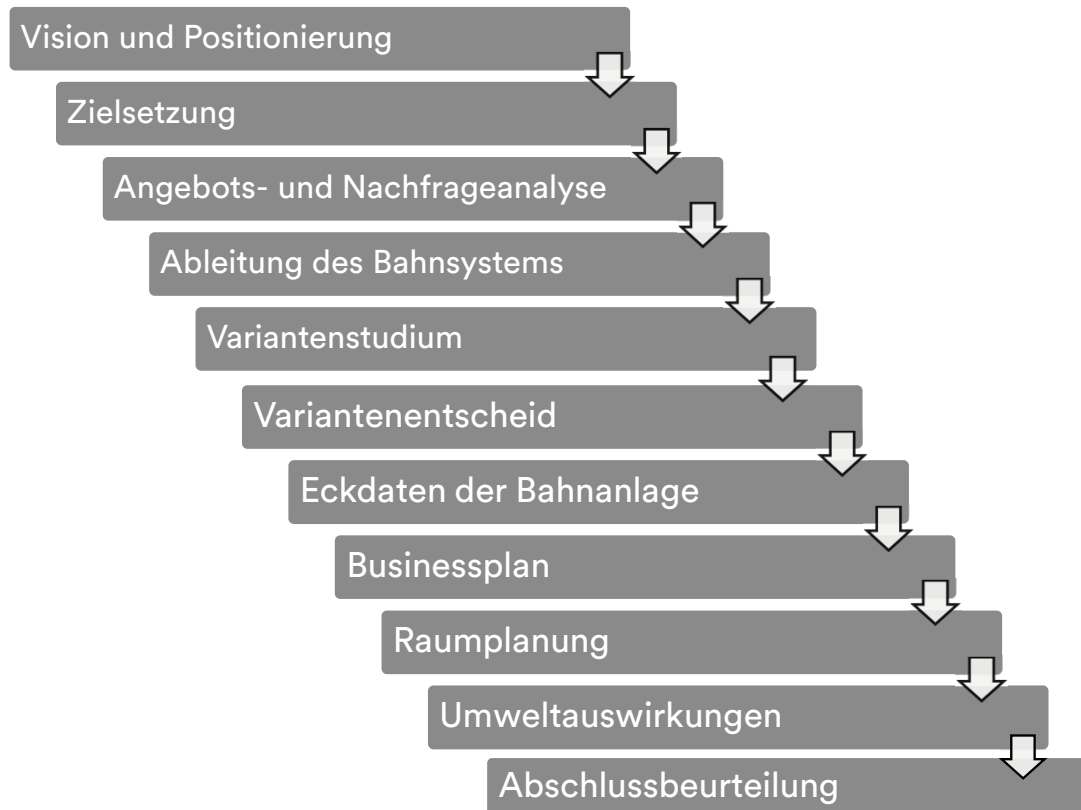 Vision und Positionierung
Zielsetzung
Angebots- und Nachfrageanalyse
Ableitung des Bahnsystems
Variantenstudium
Variantenentscheid
Eckdaten der Bahnanlage
Businessplan
Raumplanung
Umweltauswirkungen
Abschlussbeurteilung